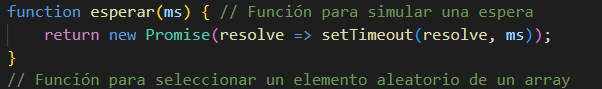 function esperar(ms) { // Función para simular una espera
    return new Promise(resolve => setTimeout(resolve, ms));
}
// Función para seleccionar un elemento aleatorio de un array